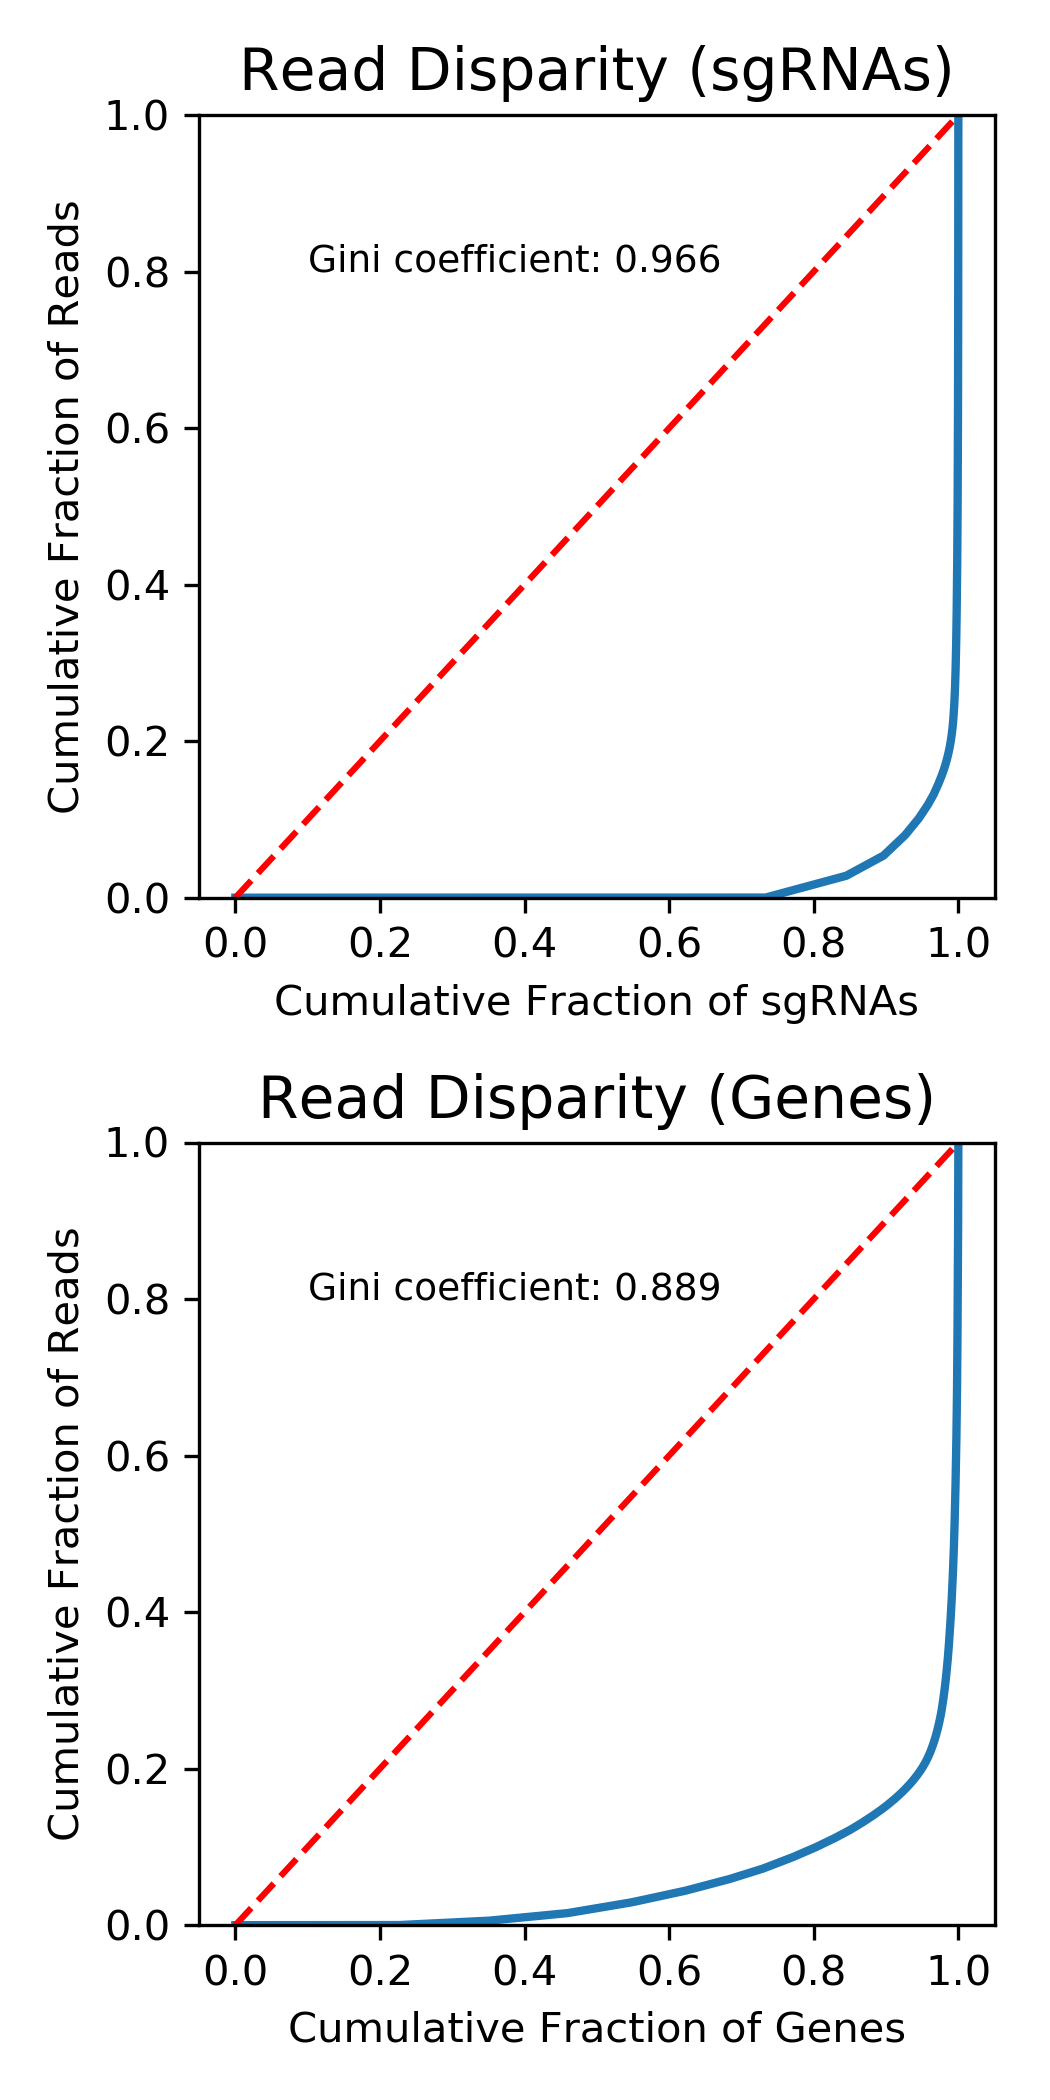 Read Disparity (sgRNAs)
1.0
0.8
0.6
0.4
0.2
0.0
Cumulative Fraction of Reads
Gini coefficient: 0.966
0.0 0.2 0.4 0.6 0.8 1.0
Cumulative Fraction of sgRNAs
Read Disparity (Genes)
1.0
0.8
0.6
0.4
0.2
0.0
Cumulative Fraction of Reads
Gini coefficient: 0.889
0.0 0.2 0.4 0.6 0.8 1.0
Cumulative Fraction of Genes